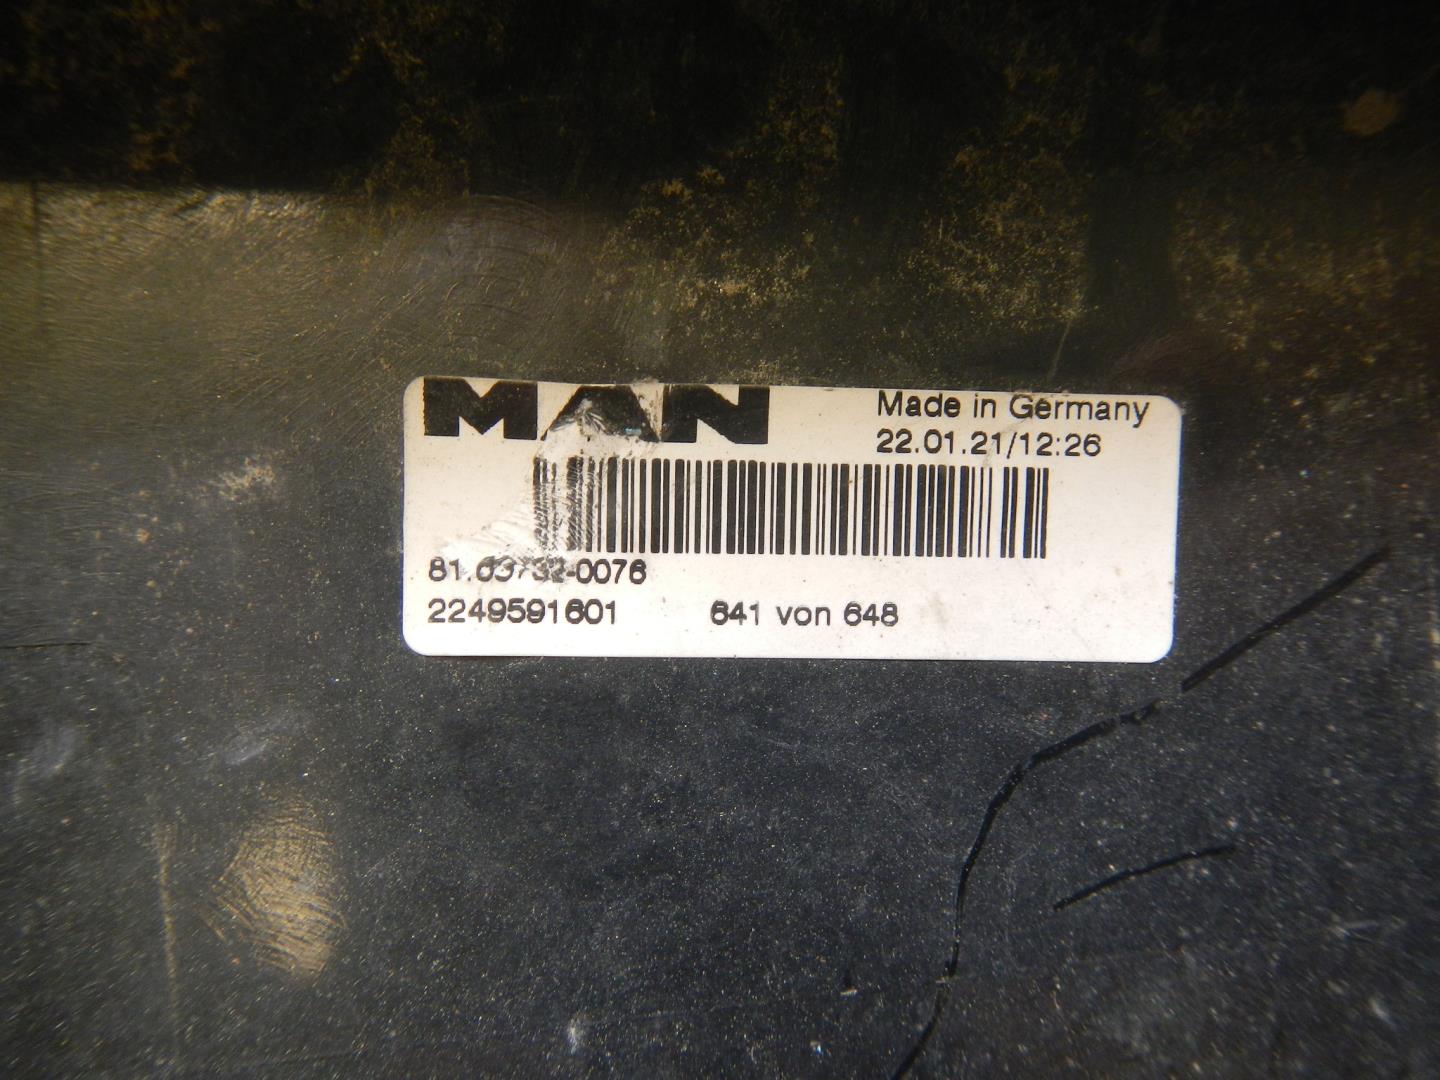 MAN
Made in Germany
22.01.21/12:26
81.63732-0076
2249591601 641 von 648